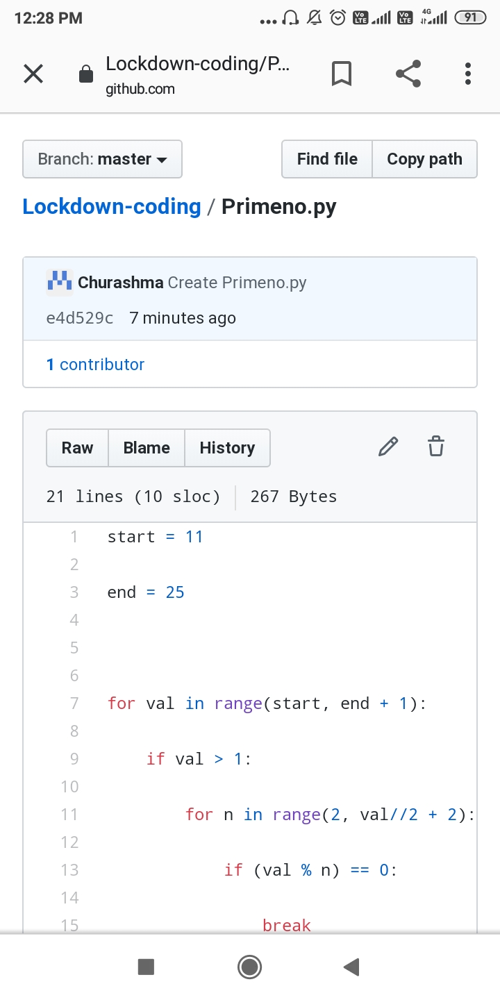 12:28 PM
Vo LTE Vo LTE 4G 91
Lockdown-coding/P...
github.com
Branch: master
Find file Copy path
Lockdown-coding / Primeno.py
Churashma Create Primeno.py
e4d529c 7 minutes ago
1 contributor
Raw Blame History
21 lines (10 sloc) 267 Bytes
1 start = 11
2
3 end = 25
4
5
6
7 for val in range(start, end + 1):
8
9     if val > 1:
10
11         for n in range(2, val//2 + 2):
12
13             if (val % n) == 0:
14
15                 break